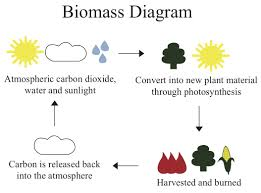 Biomass Diagram
Atmospheric carbon dioxide,
water and sunlight
Convert into new plant material
through photosynthesis
Carbon is released back
into the atmosphere
Harvested and burned